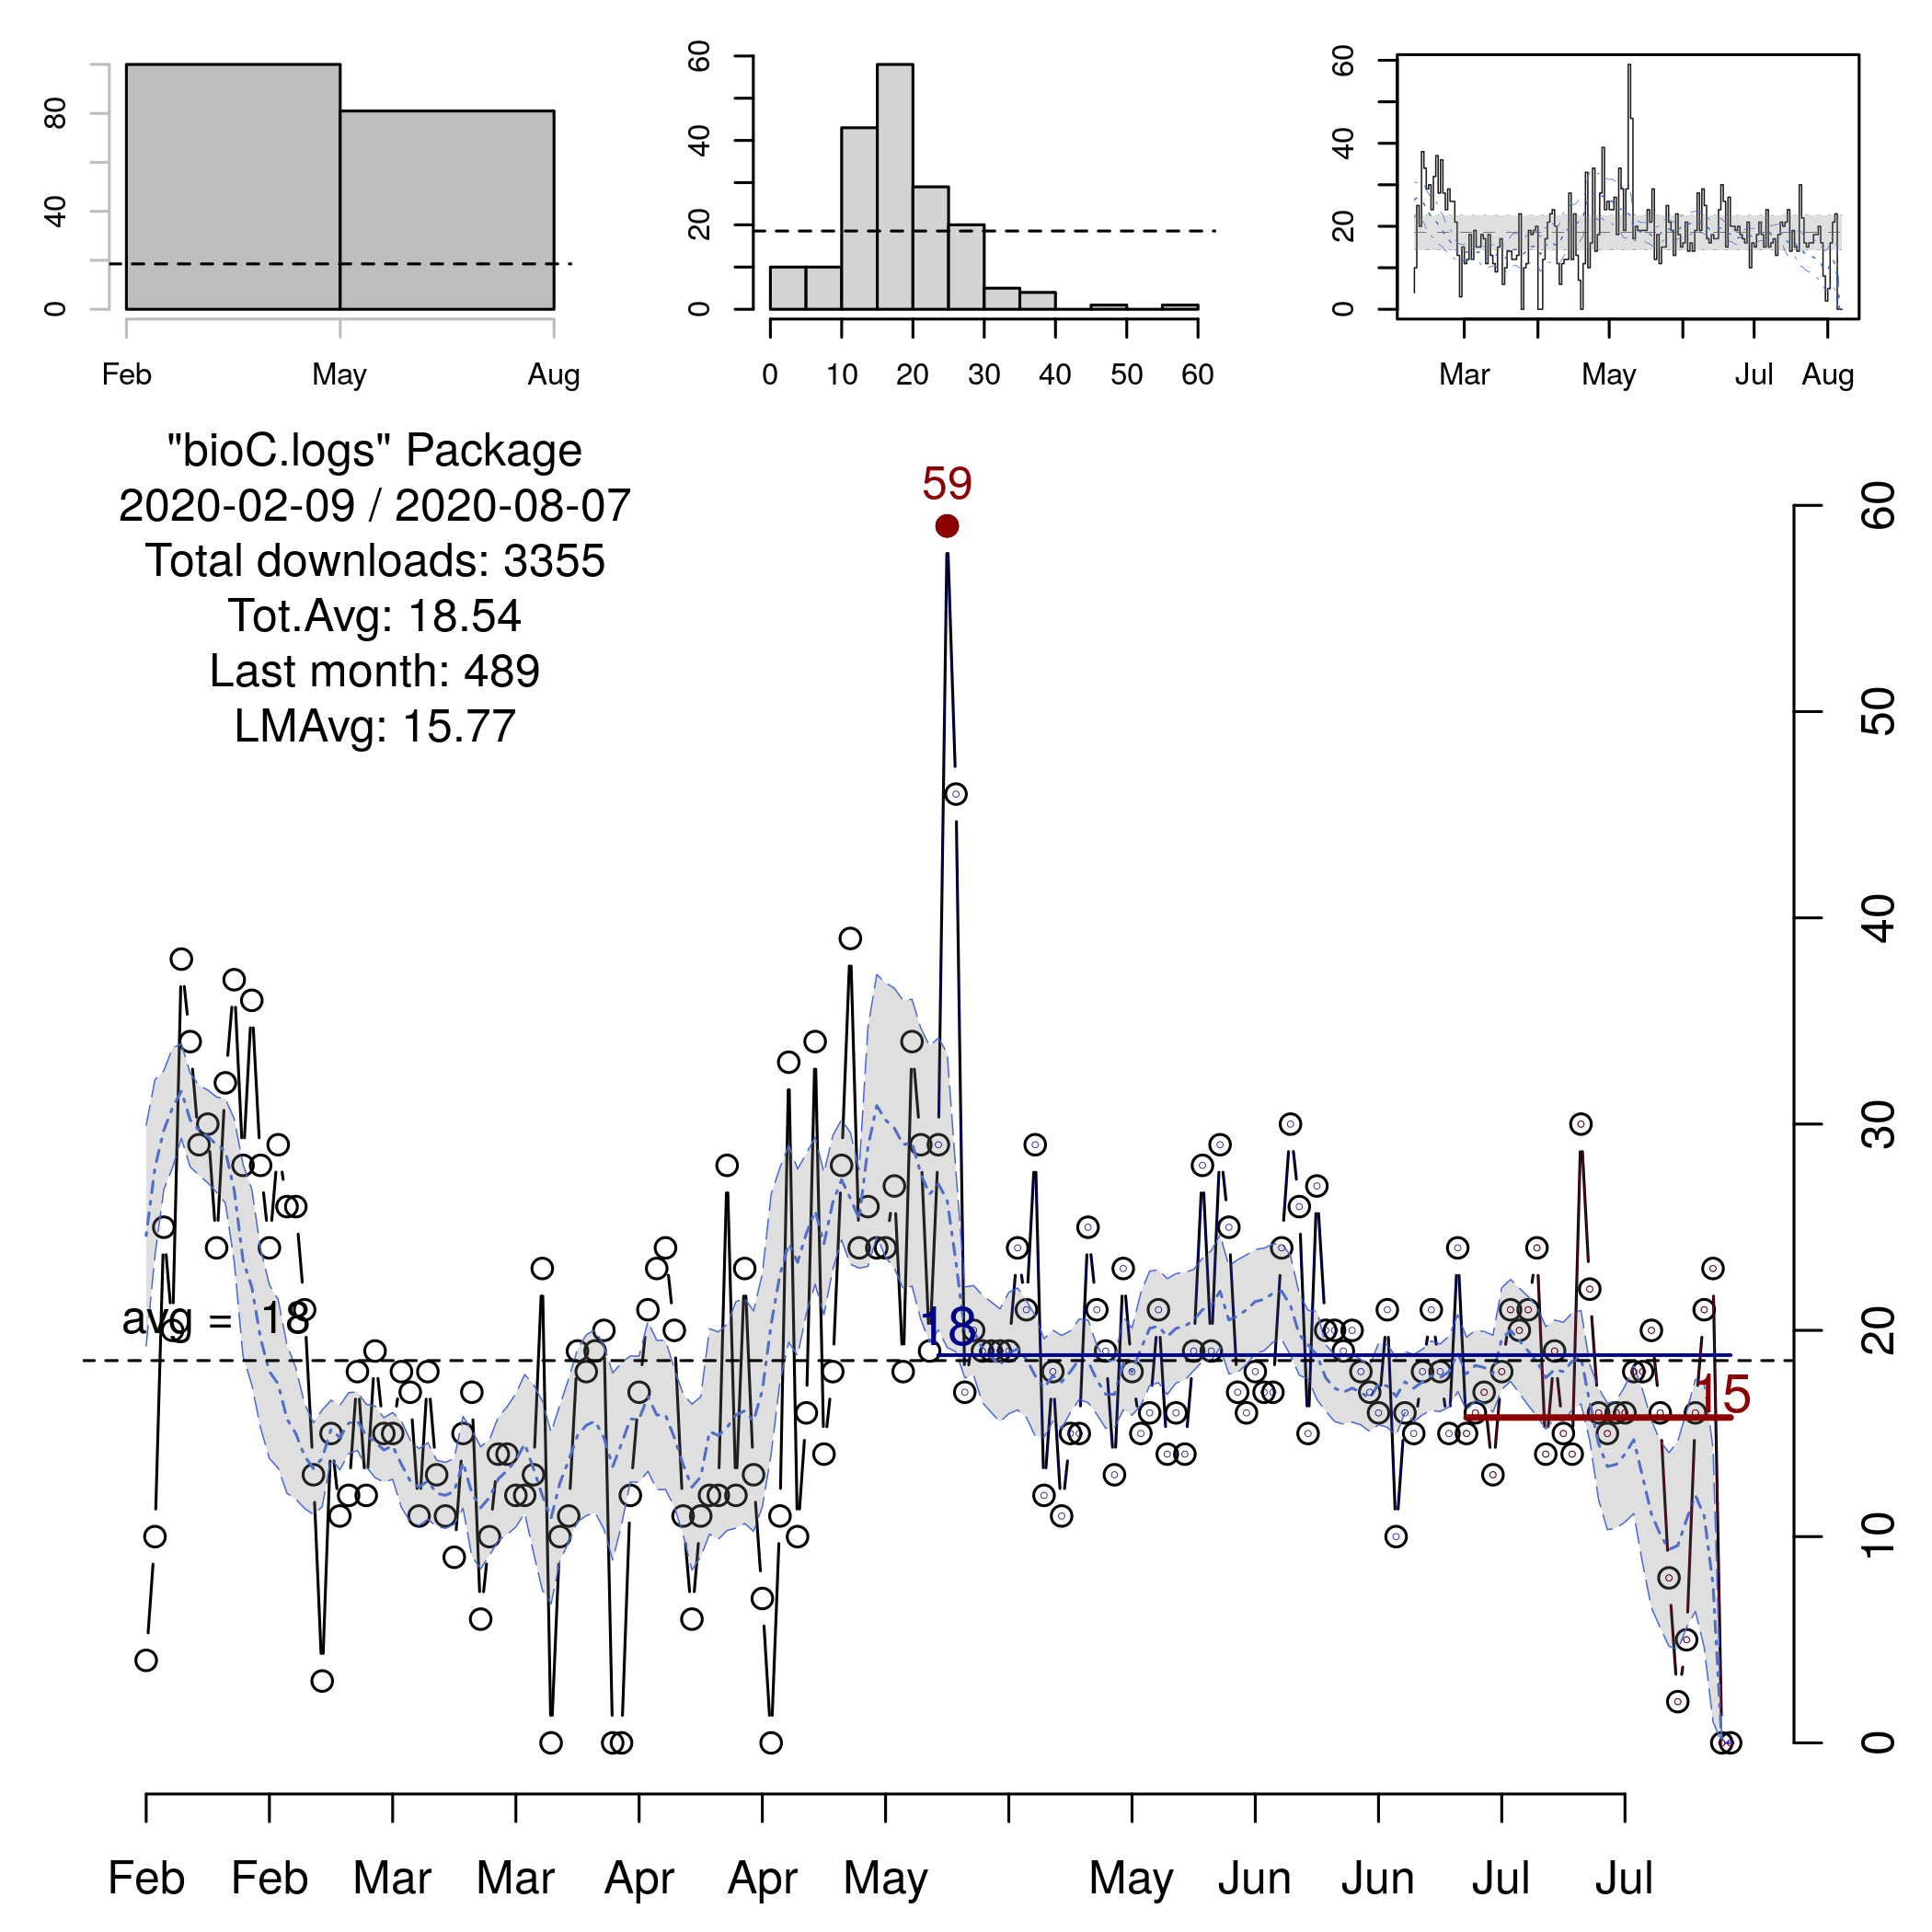 80
40
0
Feb May Aug
60
40
20
0
0 10 20 30 40 50 60
60
40
20
0
Mar May Jul Aug
"bioC.logs" Package
2020-02-09 / 2020-08-07
Total downloads: 3355
Tot.Avg: 18.54
Last month: 489
LMAvg: 15.77
59
avg = 18
18
15
60
50
40
30
20
10
0
Feb Feb Mar Mar Apr Apr May May Jun Jun Jul Jul